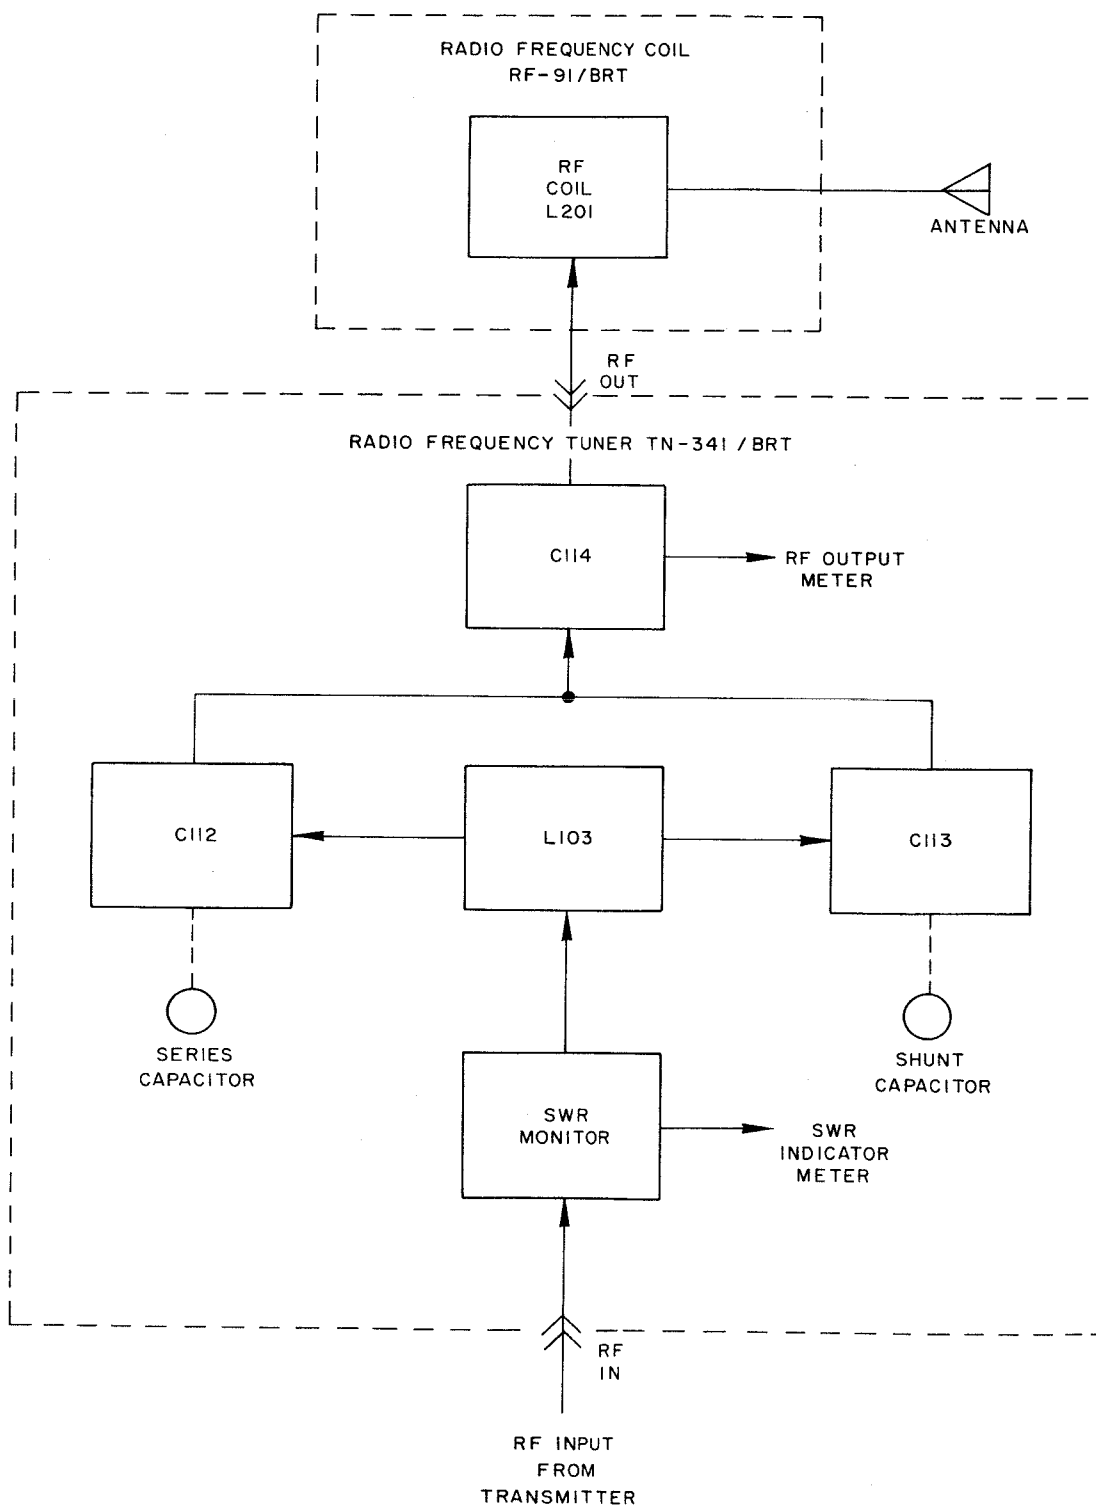 RADIO FREQUENCY COIL
RF-91/BRT
RF
COIL
L201
ANTENNA
RF
OUT
RADIO FREQUENCY TUNER TN-341/BRT
C114
RF OUTPUT
METER
C112
L103
C113
SERIES
CAPACITOR
SHUNT
CAPACITOR
SWR
MONITOR
SWR
INDICATOR
METER
RF
IN
RF INPUT
FROM
TRANSMITTER